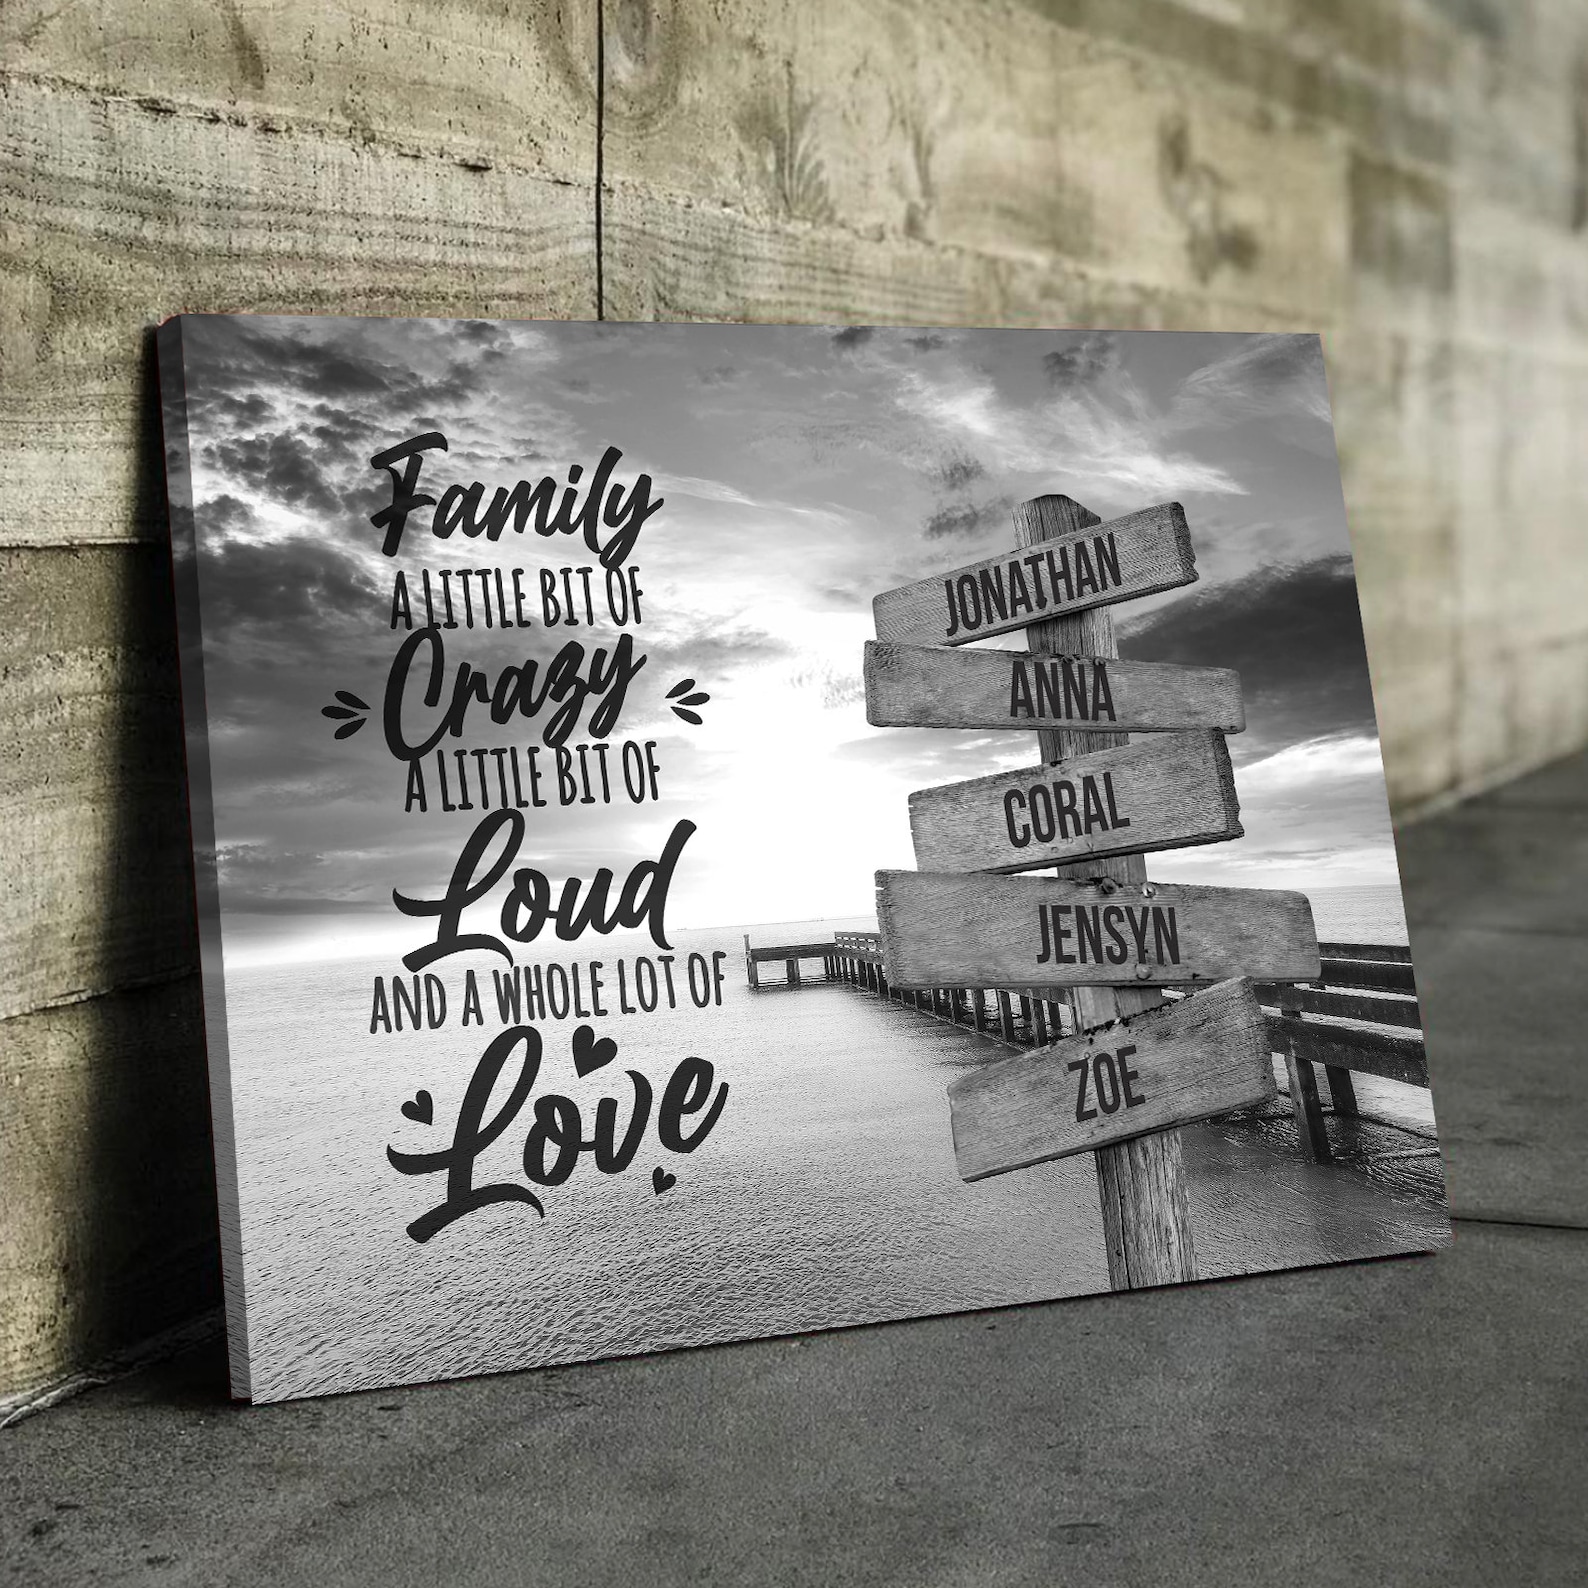 Family
A LITTLE BIT OF
Crazy
A LITTLE BIT OF
Loud
AND A WHOLE LOT OF
Love
JONATHAN
ANNA
CORAL
JENSYN
ZOE